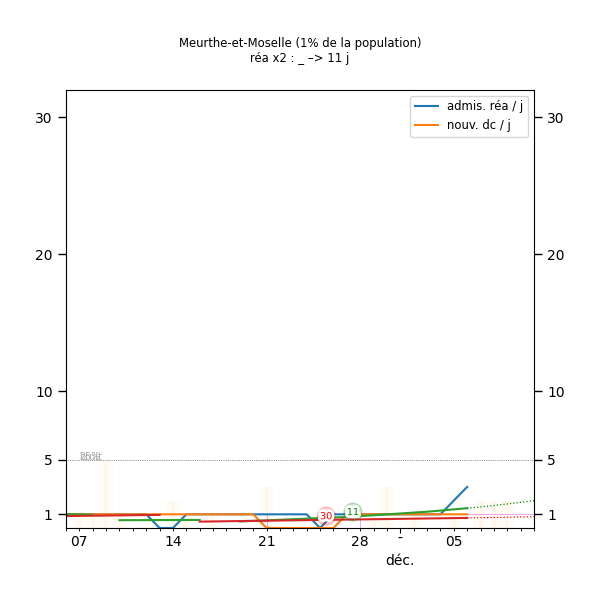 Meurthe-et-Moselle (1% de la population)
réa x2 : _ –> 11 j
admis. réa / j
nouv. dc / j
30 30
20 20
10 10
5 5
1 1
30 11
07 14 21 28 - 05
déc.